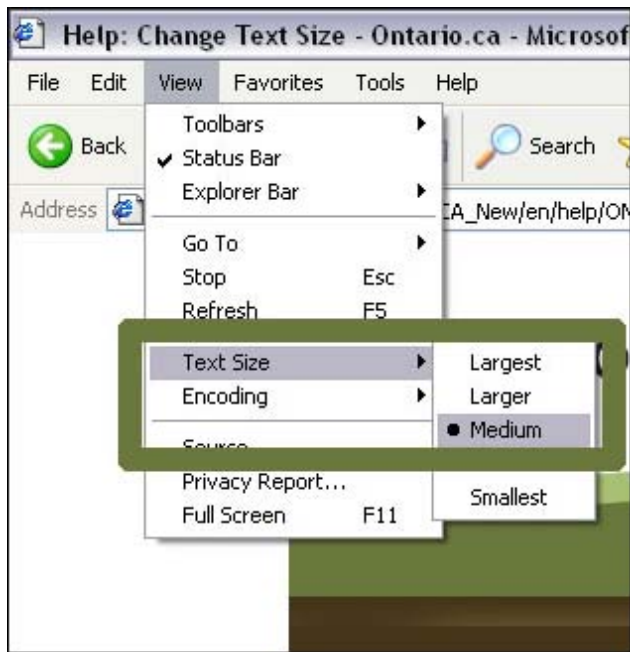 Help: Change Text Size - Ontario.ca - Microsof
File Edit View Favorites Tools Help
Back Search
Address CA_New/en/help/ON
Toolbars
Status Bar
Explorer Bar
Go To
Stop Esc
Refresh F5
Text Size
Encoding
Source
Privacy Report...
Full Screen F11
Largest
Larger
Medium
Smallest